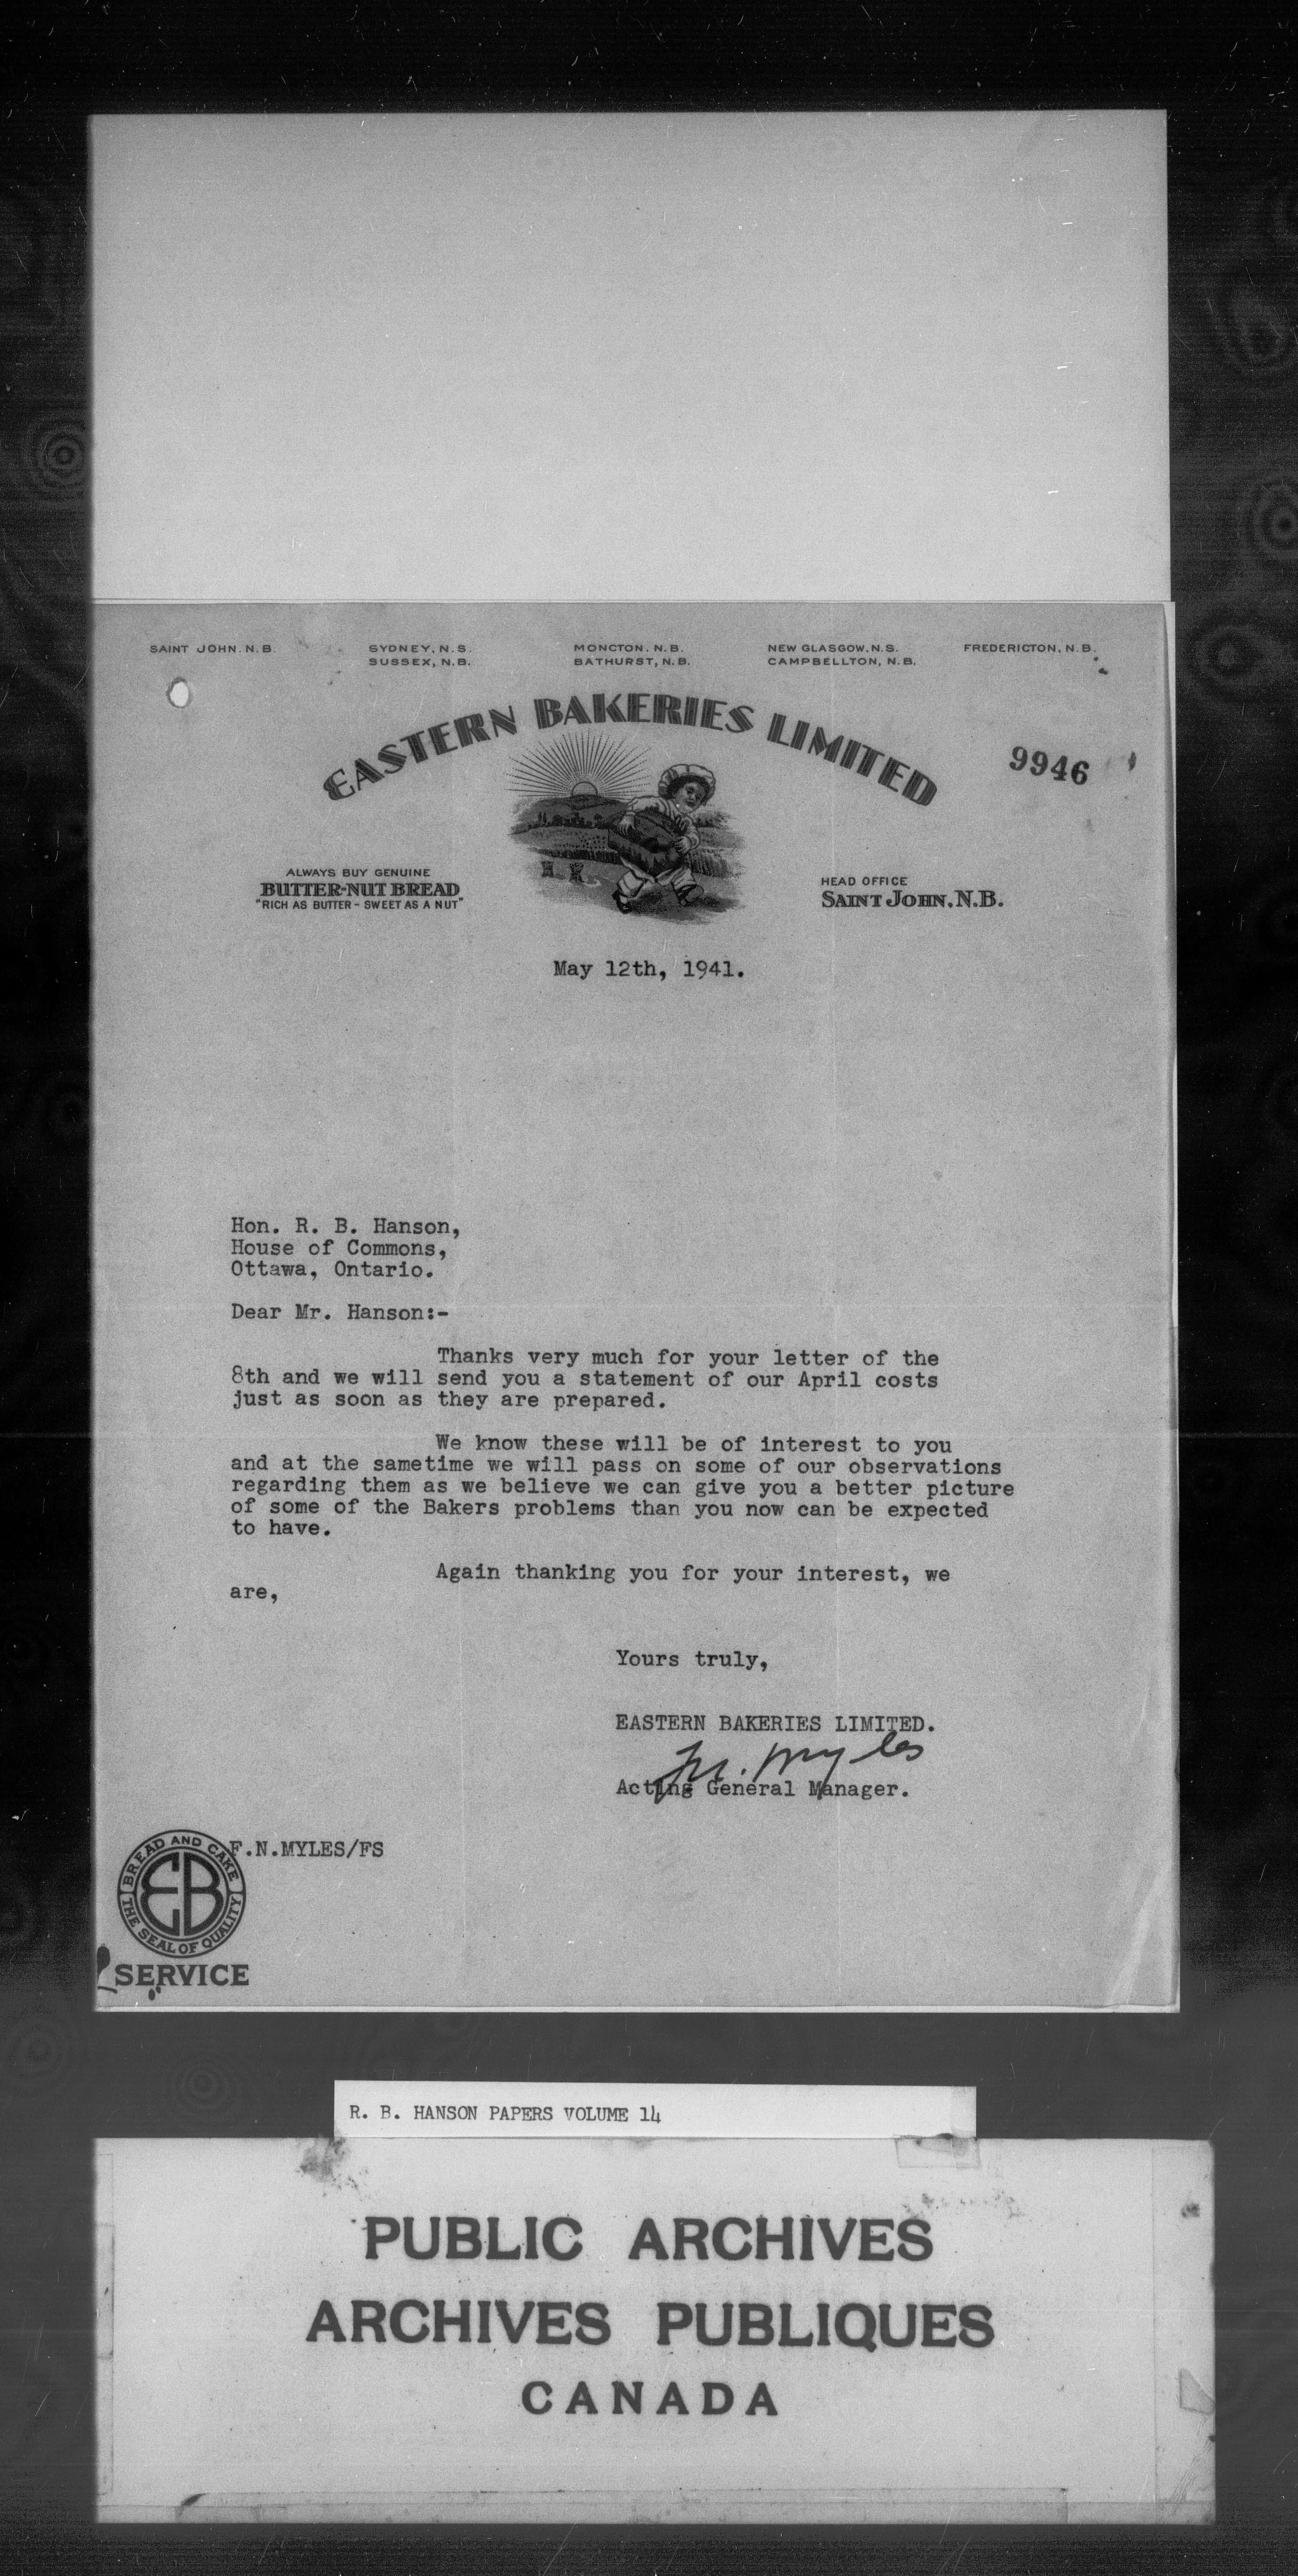 SAINT JOHN. N. B. SYDNEY, N. S. MONCTON. N. B. NEW GLASGOW. N. S. FREDERICTON, N. B.
SUSSEX, N. B. BATHURST, N. B. CAMPBELLTON, N. B.
EASTERN BAKERIES LIMITED
9946
ALWAYS BUY GENUINE
BUTTER-NUT BREAD
"RICH AS BUTTER - SWEET AS A NUT"
HEAD OFFICE
SAINT JOHN, N.B.
May 12th, 1941.
Hon. R. B. Hanson,
House of Commons,
Ottawa, Ontario.
Dear Mr. Hanson:-
Thanks very much for your letter of the
8th and we will send you a statement of our April costs
just as soon as they are prepared.
We know these will be of interest to you
and at the sametime we will pass on some of our observations
regarding them as we believe we can give you a better picture
of some of the Bakers problems than you now can be expected
to have.
Again thanking you for your interest, we
are,
Yours truly,
EASTERN BAKERIES LIMITED.
F.N. Myles
Acting General Manager.
F.N.MYLES/FS
BREAD AND CAKE
EB
THE SEAL OF QUALITY
SERVICE
R. B. HANSON PAPERS VOLUME 14
PUBLIC ARCHIVES
ARCHIVES PUBLIQUES
CANADA